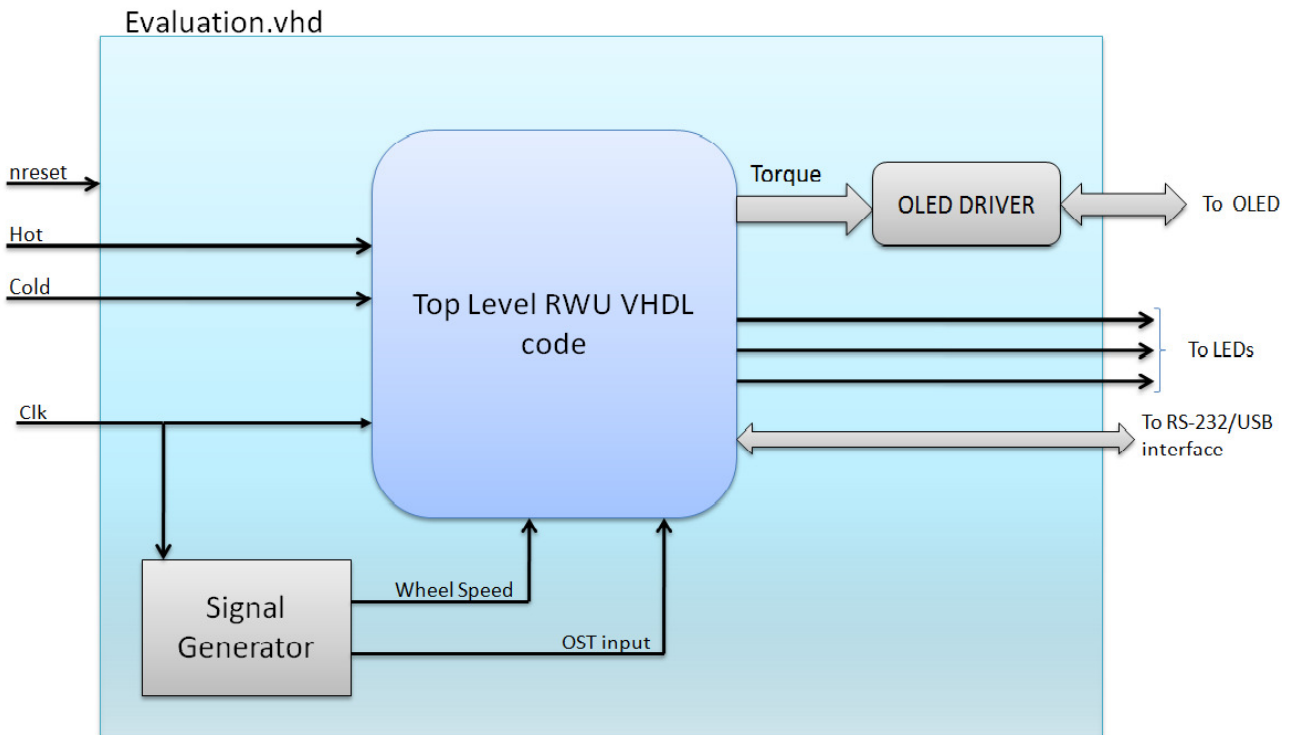 Evaluation.vhd
nreset
Hot
Cold
Clk
Top Level RWU VHDL
code
Torque
OLED DRIVER
To OLED
To LEDs
To RS-232/USB
interface
Signal
Generator
Wheel Speed
OST input